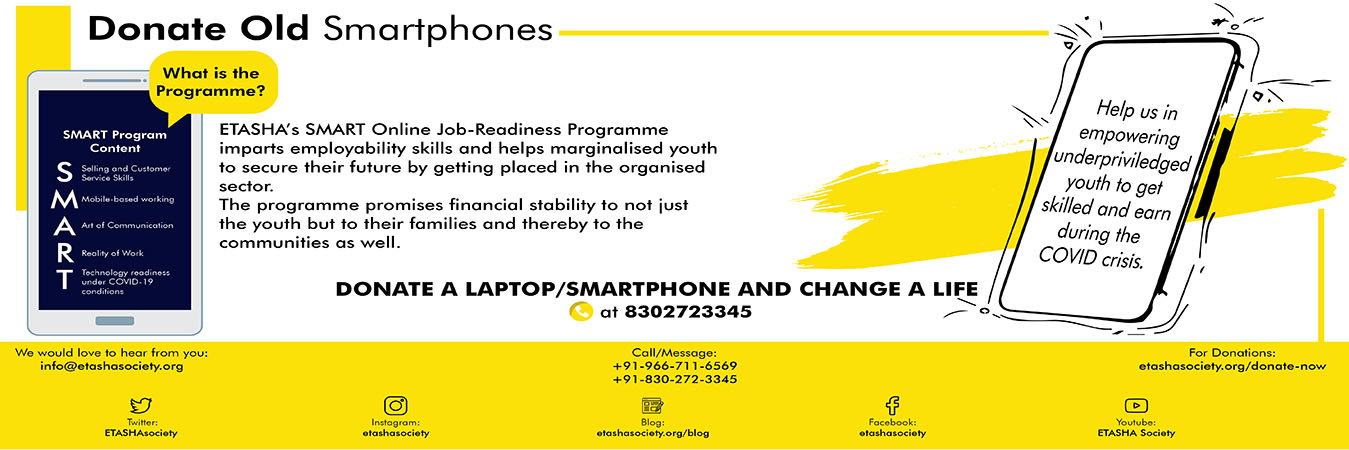 Donate Old Smartphones
What is the
Programme?
SMART Program
Content
S Selling and Customer
Service Skills
M Mobile-based working
A Art of Communication
R Reality of Work
T Technology readiness
under COVID-19
conditions
ETASHA's SMART Online Job-Readiness Programme
imparts employability skills and helps marginalised youth
to secure their future by getting placed in the organised
sector.
The programme promises financial stability to not just
the youth but to their families and thereby to the
communities as well.
DONATE A LAPTOP/SMARTPHONE AND CHANGE A LIFE
at 8302723345
Help us in
empowering
underpriviledged
youth to get
skilled and earn
during the
COVID crisis.
We would love to hear from you:
info@etashasociety.org
Call/Message:
+91-966-711-6569
+91-830-272-3345
For Donations:
etashasociety.org/donate-now
Twitter:
ETASHAsociety
Instagram:
etashasociety
Blog:
etashasociety.org/blog
Facebook:
etashasociety
Youtube:
ETASHA Society